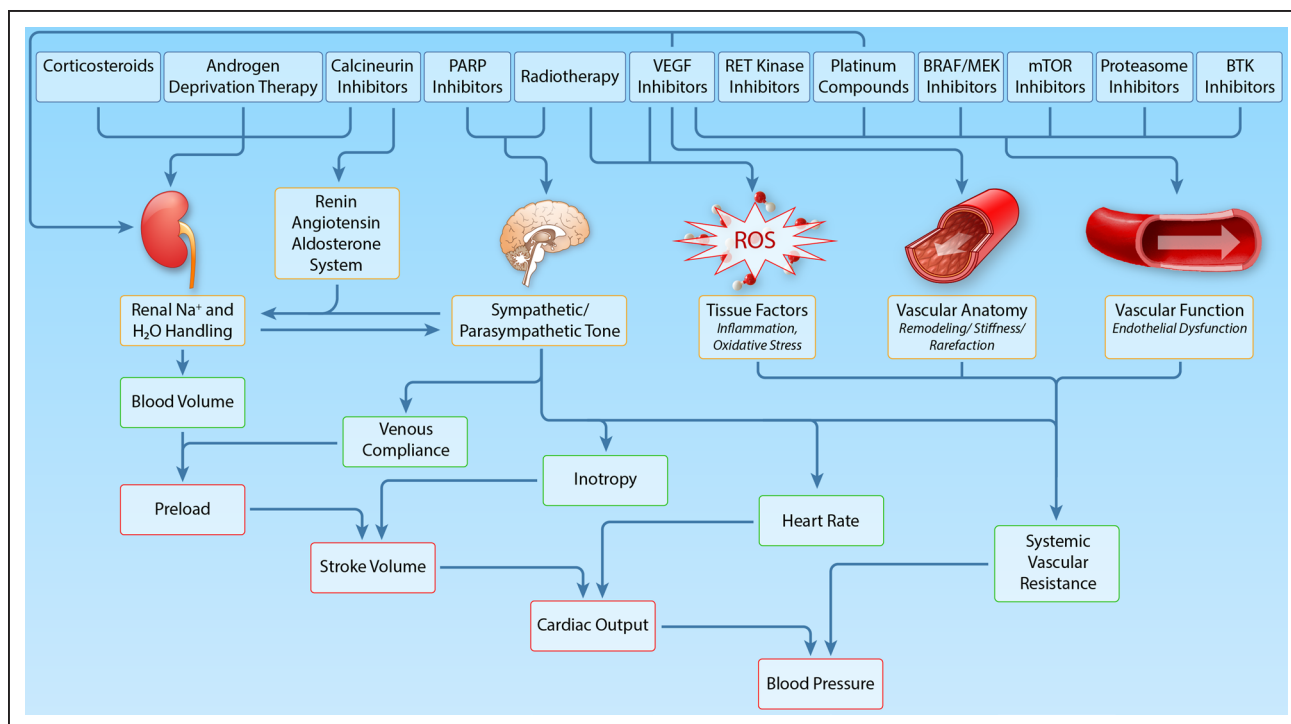 Corticosteroids
Androgen
Deprivation Therapy
Calcineurin
Inhibitors
PARP
Inhibitors
Radiotherapy
VEGF
Inhibitors
RET Kinase
Inhibitors
Platinum
Compounds
BRAF/MEK
Inhibitors
mTOR
Inhibitors
Proteasome
Inhibitors
BTK
Inhibitors
Renin
Angiotensin
Aldosterone
System
ROS
Renal Na⁺ and
H₂O Handling
Sympathetic/
Parasympathetic Tone
Tissue Factors
Inflammation,
Oxidative Stress
Vascular Anatomy
Remodeling/ Stiffness/
Rarefaction
Vascular Function
Endothelial Dysfunction
Blood Volume
Venous
Compliance
Inotropy
Preload
Heart Rate
Stroke Volume
Systemic
Vascular
Resistance
Cardiac Output
Blood Pressure